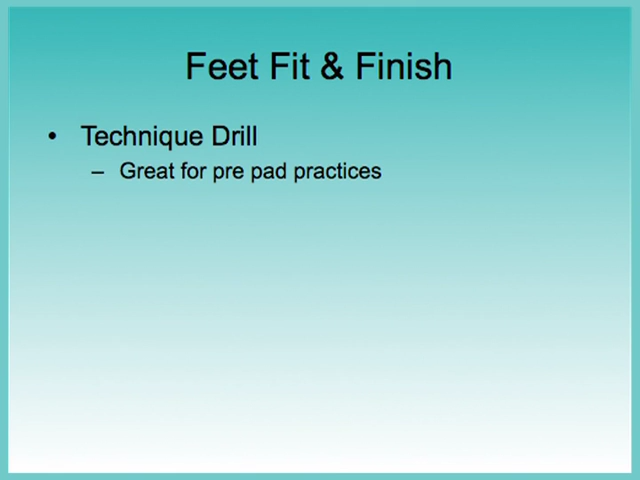 Feet Fit & Finish
• Technique Drill
– Great for pre pad practices